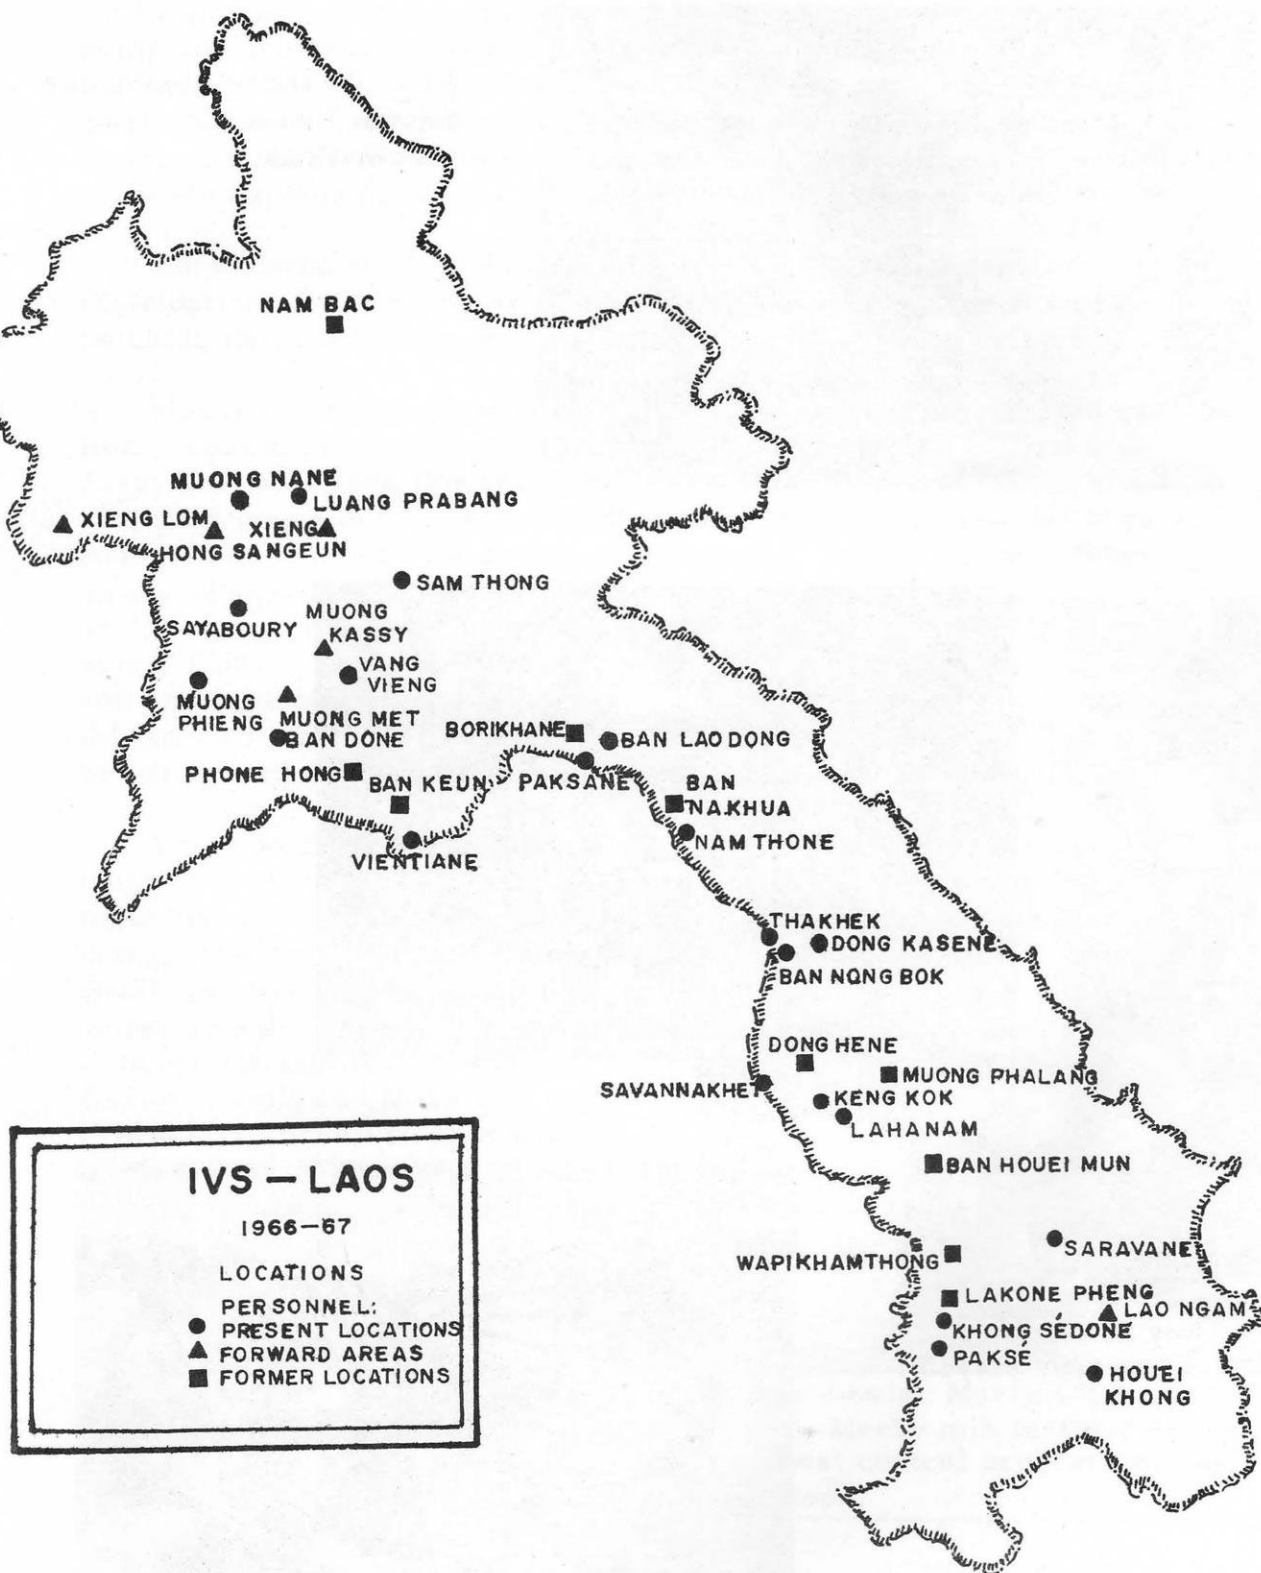 NAM BAC
MUONG NANE
LUANG PRABANG
XIENG LOM
XIENG
HONG SANGEUN
SAM THONG
SAYABOURY
MUONG
KASSY
VANG
VIENG
MUONG
PHIENG
MUONG MET
BAN DONE
BORIKHANE
BAN LAO DONG
PHONE HONG
BAN KEUN
PAKSANE
BAN
NAKHUA
NAM THONE
VIENTIANE
THAKHEK
DONG KASENE
BAN NONG BOK
DONG HENE
MUONG PHALANG
SAVANNAKHET
KENG KOK
LAHANAM
BAN HOUEI MUN
SARAVANE
WAPIKHAMTHONG
LAKONE PHENG
LAO NGAM
KHONG SÉDONE
PAKSÉ
HOUEI
KHONG
IVS – LAOS
1966–67
LOCATIONS
PERSONNEL:
PRESENT LOCATIONS
FORWARD AREAS
FORMER LOCATIONS